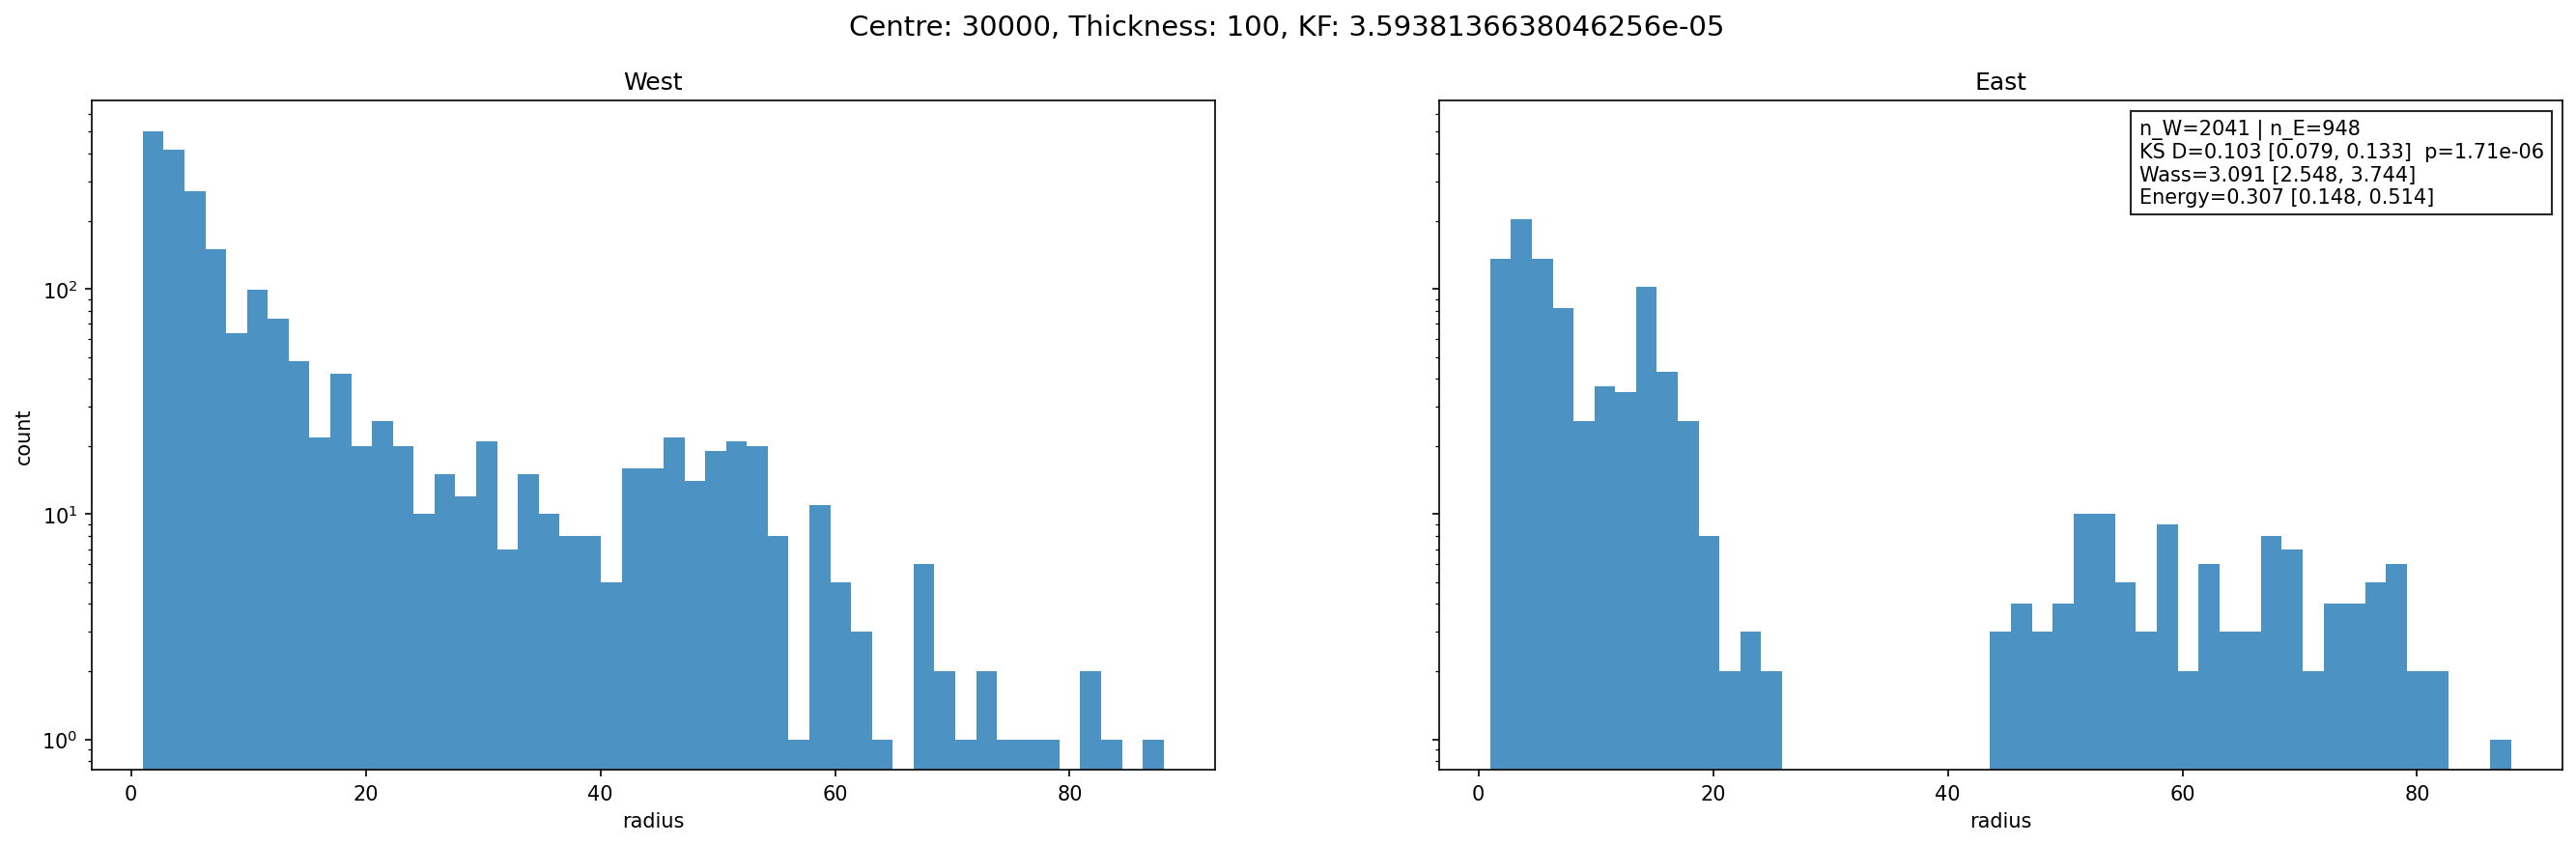 Centre: 30000, Thickness: 100, KF: 3.5938136638046256e-05
West
East
n_W=2041 | n_E=948
KS D=0.103 [0.079, 0.133]  p=1.71e-06
Wass=3.091 [2.548, 3.744]
Energy=0.307 [0.148, 0.514]
count
10²
10¹
10⁰
0 20 40 60 80
radius
0 20 40 60 80
radius